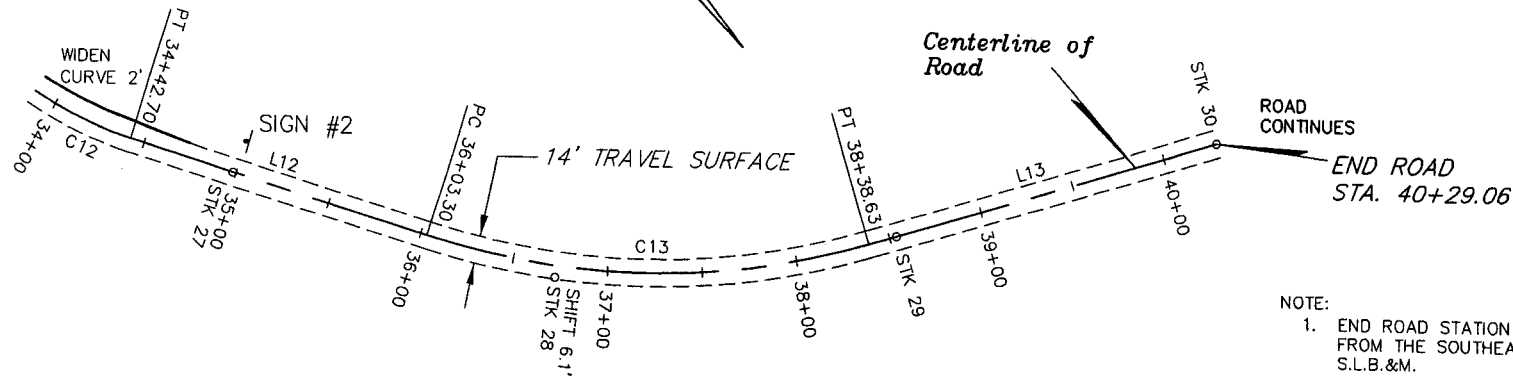 PT 34+42.70
WIDEN
CURVE 2'
34+00
C12
SIGN #2
L12
35+00
STK 27
PC 36+03.30
14' TRAVEL SURFACE
36+00
C13
SHIFT 6.1'
STK 28
37+00
38+00
PT 38+38.63
STK 29
39+00
L13
Centerline of
Road
40+00
STK 30
ROAD
CONTINUES
END ROAD
STA. 40+29.06
NOTE:
1. END ROAD STATION
FROM THE SOUTHEA
S.L.B.&M.